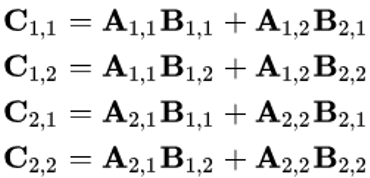 C₁,₁ = A₁,₁B₁,₁ + A₁,₂B₂,₁
C₁,₂ = A₁,₁B₁,₂ + A₁,₂B₂,₂
C₂,₁ = A₂,₁B₁,₁ + A₂,₂B₂,₁
C₂,₂ = A₂,₁B₁,₂ + A₂,₂B₂,₂